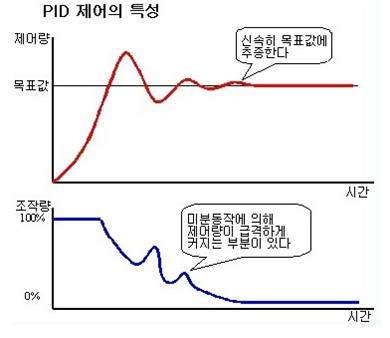 PID 제어의 특성
제어량
신속히 목표값에
추종한다
목표값
시간
조작량
100%
미분동작에 의해
제어량이 급격하게
커지는 부분이 있다
0%
시간